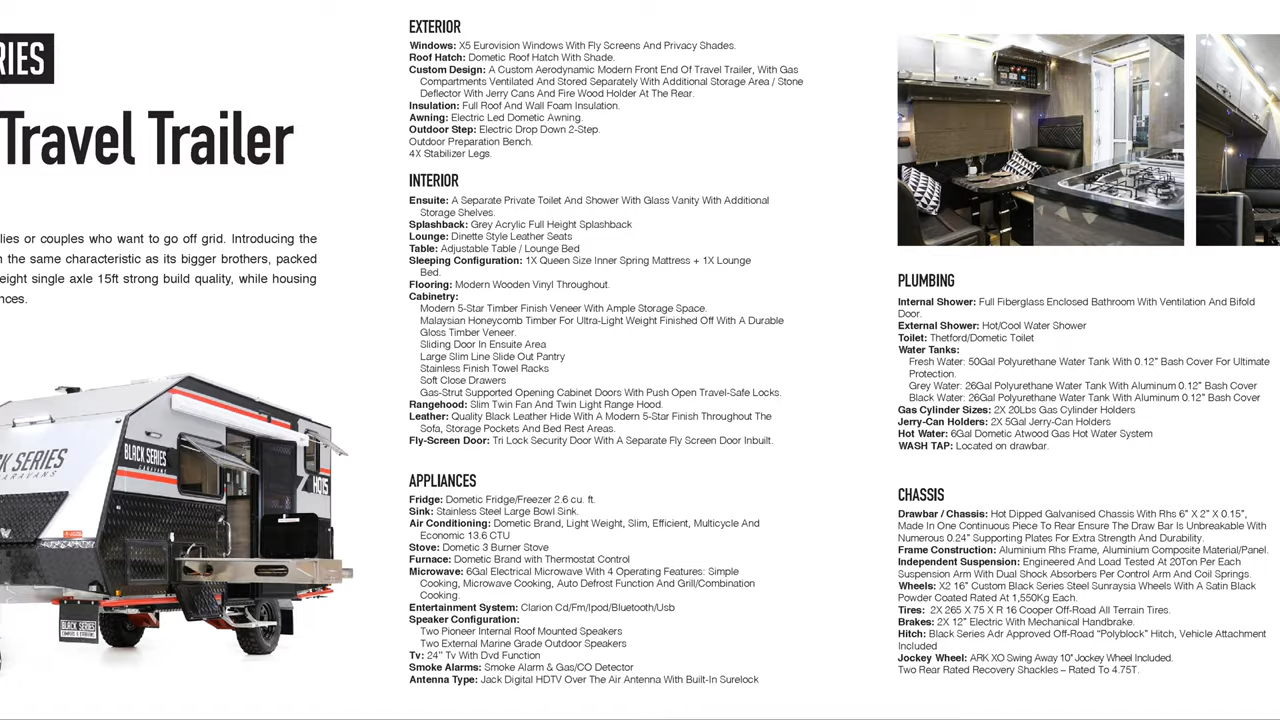 RIES
Travel Trailer
lies or couples who want to go off grid. Introducing the
n the same characteristic as its bigger brothers, packed
eight single axle 15ft strong build quality, while housing
nces.
CK SERIES
CARAVANS
BLACK SERIES
CARAVANS
HQ15
BLACK SERIES
EXTERIOR
Windows: X5 Eurovision Windows With Fly Screens And Privacy Shades.
Roof Hatch: Dometic Roof Hatch With Shade.
Custom Design: A Custom Aerodynamic Modern Front End Of Travel Trailer, With Gas
Compartments Ventilated And Stored Separately With Additional Storage Area / Stone
Deflector With Jerry Cans And Fire Wood Holder At The Rear.
Insulation: Full Roof And Wall Foam Insulation.
Awning: Electric Led Dometic Awning.
Outdoor Step: Electric Drop Down 2-Step.
Outdoor Preparation Bench.
4X Stabilizer Legs.
INTERIOR
Ensuite: A Separate Private Toilet And Shower With Glass Vanity With Additional
Storage Shelves.
Splashback: Grey Acrylic Full Height Splashback
Lounge: Dinette Style Leather Seats
Table: Adjustable Table / Lounge Bed
Sleeping Configuration: 1X Queen Size Inner Spring Mattress + 1X Lounge
Bed.
Flooring: Modern Wooden Vinyl Throughout.
Cabinetry:
Modern 5-Star Timber Finish Veneer With Ample Storage Space.
Malaysian Honeycomb Timber For Ultra-Light Weight Finished Off With A Durable
Gloss Timber Veneer.
Sliding Door In Ensuite Area
Large Slim Line Slide Out Pantry
Stainless Finish Towel Racks
Soft Close Drawers
Gas-Strut Supported Opening Cabinet Doors With Push Open Travel-Safe Locks.
Rangehood: Slim Twin Fan And Twin Light Range Hood.
Leather: Quality Black Leather Hide With A Modern 5-Star Finish Throughout The
Sofa, Storage Pockets And Bed Rest Areas.
Fly-Screen Door: Tri Lock Security Door With A Separate Fly Screen Door Inbuilt.
APPLIANCES
Fridge: Dometic Fridge/Freezer 2.6 cu. ft.
Sink: Stainless Steel Large Bowl Sink.
Air Conditioning: Dometic Brand, Light Weight, Slim, Efficient, Multicycle And
Economic 13.6 CTU
Stove: Dometic 3 Burner Stove
Furnace: Dometic Brand with Thermostat Control
Microwave: 6Gal Electrical Microwave With 4 Operating Features: Simple
Cooking, Microwave Cooking, Auto Defrost Function And Grill/Combination
Cooking.
Entertainment System: Clarion Cd/Fm/Ipod/Bluetooth/Usb
Speaker Configuration:
Two Pioneer Internal Roof Mounted Speakers
Two External Marine Grade Outdoor Speakers
Tv: 24" Tv With Dvd Function
Smoke Alarms: Smoke Alarm & Gas/CO Detector
Antenna Type: Jack Digital HDTV Over The Air Antenna With Built-In Surelock
PLUMBING
Internal Shower: Full Fiberglass Enclosed Bathroom With Ventilation And Bifold
Door.
External Shower: Hot/Cool Water Shower
Toilet: Thetford/Dometic Toilet
Water Tanks:
Fresh Water: 50Gal Polyurethane Water Tank With 0.12" Bash Cover For Ultimate
Protection.
Grey Water: 26Gal Polyurethane Water Tank With Aluminum 0.12" Bash Cover
Black Water: 26Gal Polyurethane Water Tank With Aluminum 0.12" Bash Cover
Gas Cylinder Sizes: 2X 20Lbs Gas Cylinder Holders
Jerry-Can Holders: 2X 5Gal Jerry-Can Holders
Hot Water: 6Gal Dometic Atwood Gas Hot Water System
WASH TAP: Located on drawbar.
CHASSIS
Drawbar / Chassis: Hot Dipped Galvanised Chassis With Rhs 6" X 2" X 0.15",
Made In One Continuous Piece To Rear Ensure The Draw Bar Is Unbreakable With
Numerous 0.24" Supporting Plates For Extra Strength And Durability.
Frame Construction: Aluminium Rhs Frame, Aluminium Composite Material/Panel.
Independent Suspension: Engineered And Load Tested At 20Ton Per Each
Suspension Arm With Dual Shock Absorbers Per Control Arm And Coil Springs.
Wheels: X2 16" Custom Black Series Steel Sunraysia Wheels With A Satin Black
Powder Coated Rated At 1,550Kg Each.
Tires: 2X 265 X 75 X R 16 Cooper Off-Road All Terrain Tires.
Brakes: 2X 12" Electric With Mechanical Handbrake.
Hitch: Black Series Adr Approved Off-Road “Polyblock” Hitch, Vehicle Attachment
Included
Jockey Wheel: ARK XO Swing Away 10" Jockey Wheel Included.
Two Rear Rated Recovery Shackles – Rated To 4.75T.